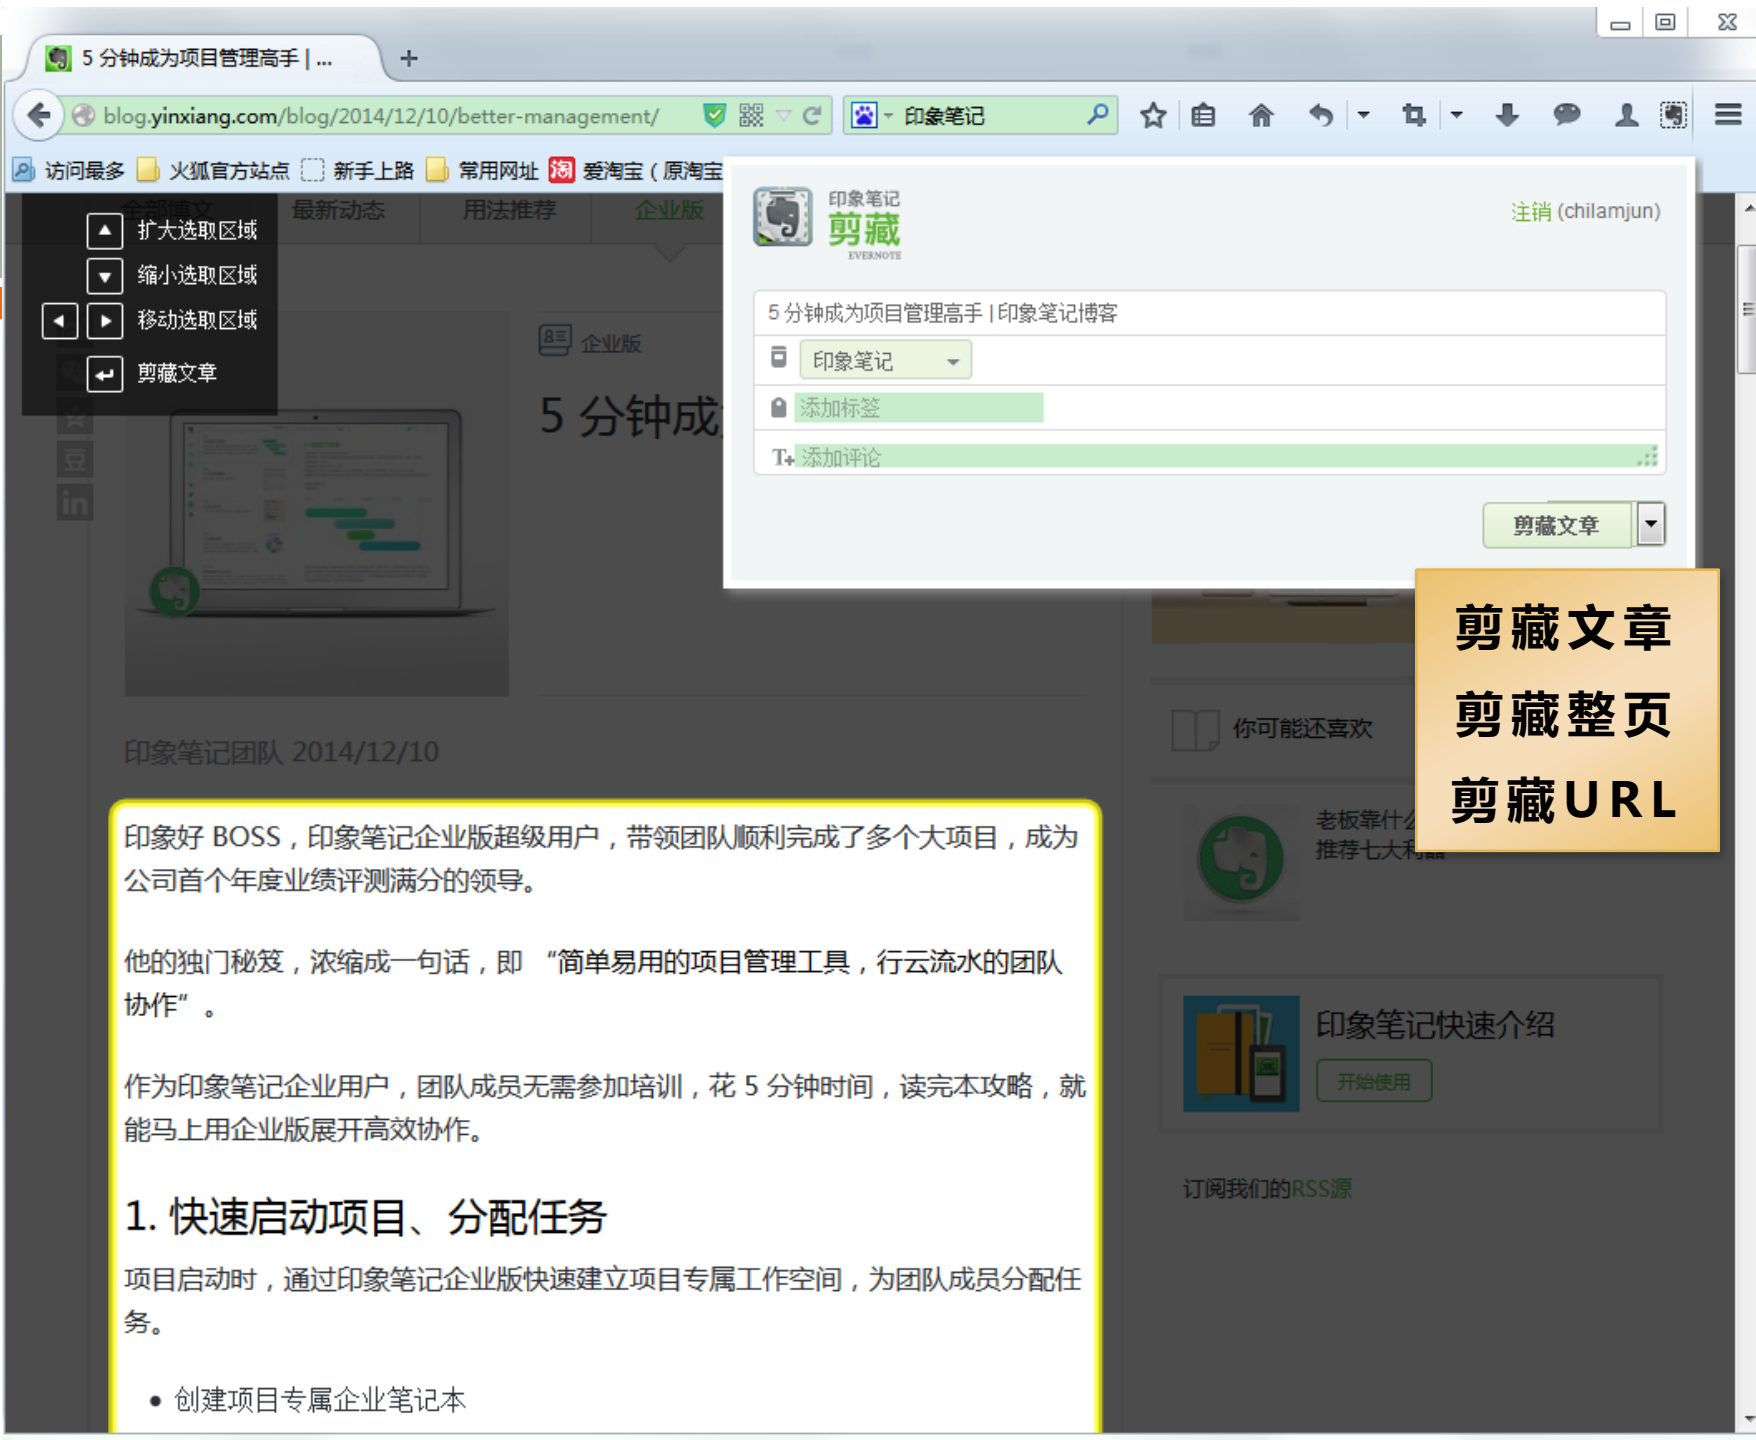 5 分钟成为项目管理高手 | ...
blog.yinxiang.com/blog/2014/12/10/better-management/
印象笔记
访问最多
火狐官方站点
新手上路
常用网址
淘
爱淘宝（原淘宝
全部博文
最新动态
用法推荐
企业版
扩大选取区域
缩小选取区域
移动选取区域
剪藏文章
印象笔记
剪藏
EVERNOTE
注销 (chilamjun)
5 分钟成为项目管理高手 | 印象笔记博客
印象笔记
添加标签
T+ 添加评论
剪藏文章
企业版
5 分钟成
豆
in
剪藏文章
剪藏整页
剪藏URL
印象笔记团队 2014/12/10
你可能还喜欢
老板靠什么
推荐七大利器
印象好 BOSS，印象笔记企业版超级用户，带领团队顺利完成了多个大项目，成为
公司首个年度业绩评测满分的领导。
他的独门秘笈，浓缩成一句话，即 “简单易用的项目管理工具，行云流水的团队
协作”。
作为印象笔记企业用户，团队成员无需参加培训，花 5 分钟时间，读完本攻略，就
能马上用企业版展开高效协作。
印象笔记快速介绍
开始使用
订阅我们的RSS源
1. 快速启动项目、分配任务
项目启动时，通过印象笔记企业版快速建立项目专属工作空间，为团队成员分配任
务。
• 创建项目专属企业笔记本